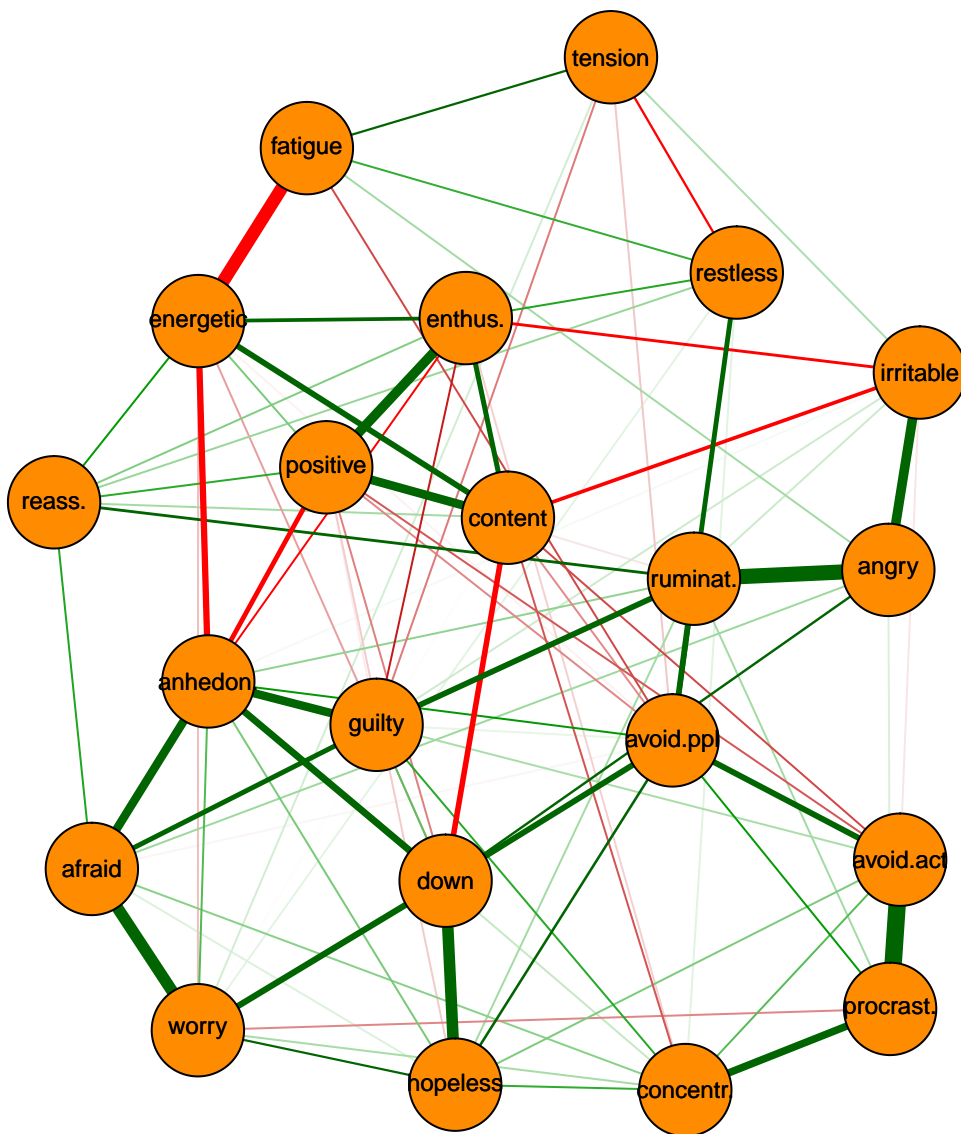 tension
fatigue
restless
energetic
enthus.
irritable
positive
reass.
content
ruminat.
angry
anhedon.
guilty
avoid.ppl
afraid
down
avoid.act
worry
procrast.
hopeless
concentr.